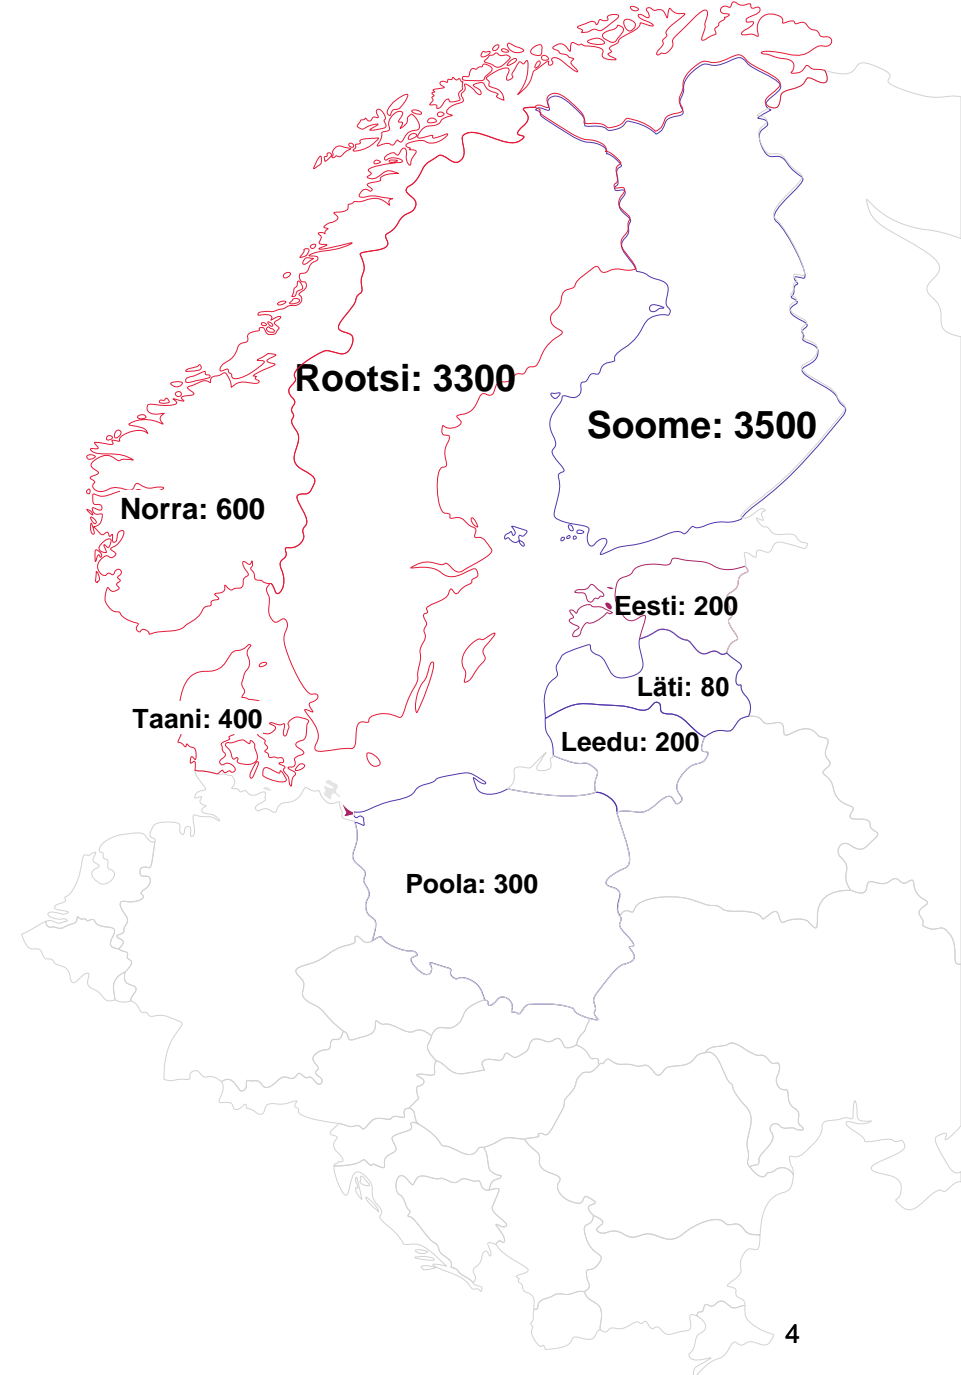 Rootsi: 3300
Soome: 3500
Norra: 600
Eesti: 200
Läti: 80
Taani: 400
Leedu: 200
Poola: 300
4